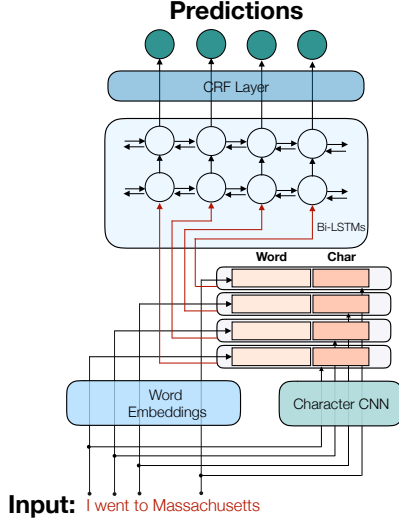 Predictions
CRF Layer
Bi-LSTMs
Word Char
Word
Embeddings
Character CNN
Input: I went to Massachusetts